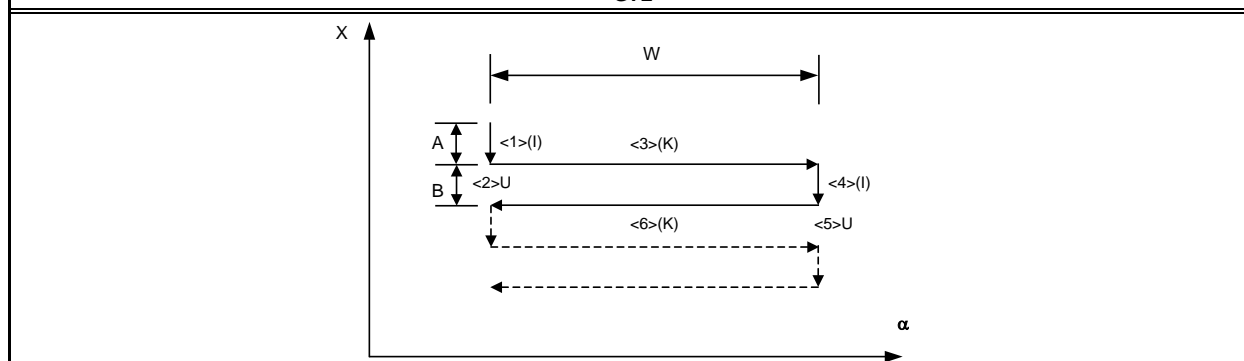 X
W
A
<1>(I)
<3>(K)
B
<2>U
<4>(I)
<6>(K)
<5>U
α